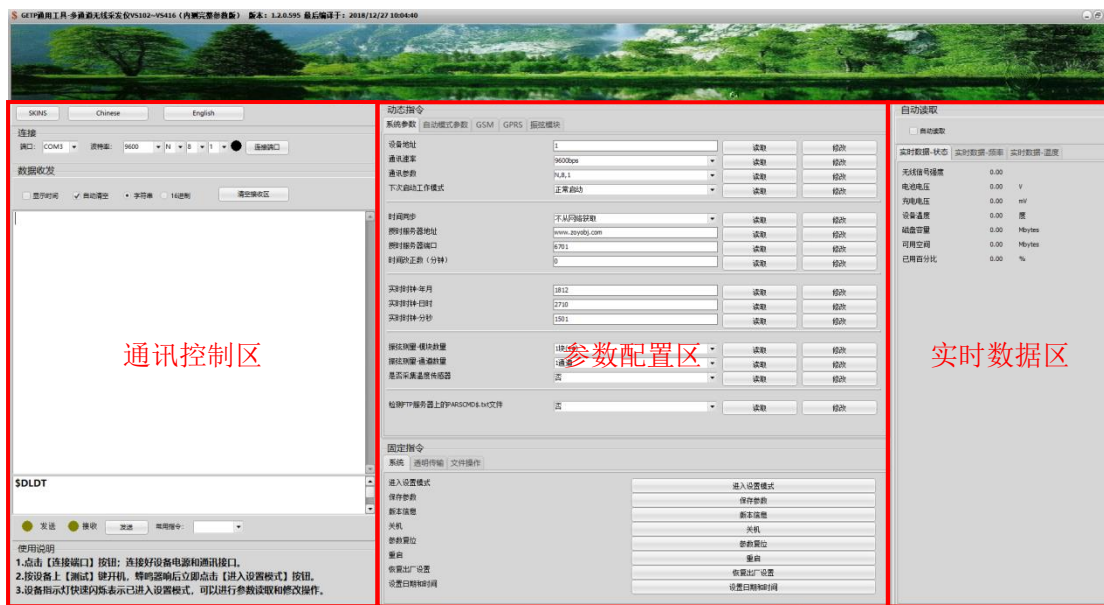 GETP通用工具-多通道无线采发仪VS102~VS416（内测完整参数版） 版本：1.2.0.595 最后编译于：2018/12/27 10:04:40
SKINS Chinese English
连接
端口： COM3 波特率： 9600 N 8 1 连接端口
数据收发
显示时间 自动清空 字符串 16进制 清空接收区
通讯控制区
$DLDT
发送 接收 发送 常用指令：
使用说明
1.点击【连接端口】按钮；连接好设备电源和通讯接口。
2.按设备上【测试】键开机，蜂鸣器响后立即点击【进入设置模式】按钮。
3.设备指示灯快速闪烁表示已进入设置模式，可以进行参数读取和修改操作。
动态指令
系统参数 自动模式参数 GSM GPRS 振弦模块
设备地址 1 读取 修改
通讯速率 9600bps 读取 修改
通讯参数 N,8,1 读取 修改
下次启动工作模式 正常启动 读取 修改
时间同步 不从网络获取 读取 修改
授时服务器地址 www.zoyobj.com 读取 修改
授时服务器端口 6701 读取 修改
时间改正数（分钟） 0 读取 修改
实时时钟-年月 1812 读取 修改
实时时钟-日时 2710 读取 修改
实时时钟-分秒 1501 读取 修改
振弦测量-模块数量 读取 修改
振弦测量-通道数量 1通道 读取 修改
是否采集温度传感器 否 读取 修改
参数配置区
检测FTP服务器上的PARSCMD&.txt文件 否 读取 修改
固定指令
系统 透明传输 文件操作
进入设置模式 进入设置模式
保存参数 保存参数
版本信息 版本信息
关机 关机
参数复位 参数复位
重启 重启
恢复出厂设置 恢复出厂设置
设置日期和时间 设置日期和时间
自动读取
自动读取
实时数据-状态 实时数据-频率 实时数据-温度
无线信号强度 0.00
电池电压 0.00 V
充电电压 0.00 mV
设备温度 0.00 度
磁盘容量 0.00 Mbytes
可用空间 0.00 Mbytes
已用百分比 0.00 %
实时数据区